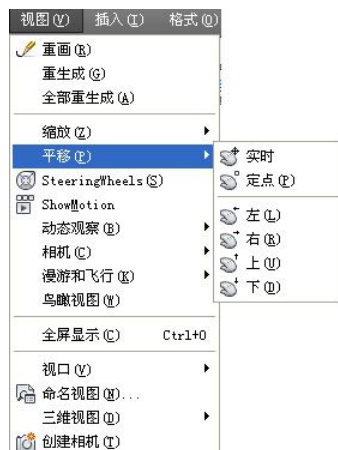 视图(V) 插入(I) 格式(O)
重画(R)
重生成(G)
全部重生成(A)
缩放(Z)
平移(P)
实时
SteeringWheels(S)
定点(P)
ShowMotion
左(L)
动态观察(B)
右(R)
相机(C)
上(U)
漫游和飞行(K)
下(D)
鸟瞰视图(W)
全屏显示(C) Ctrl+0
视口(V)
命名视图(N)...
三维视图(D)
创建相机(T)